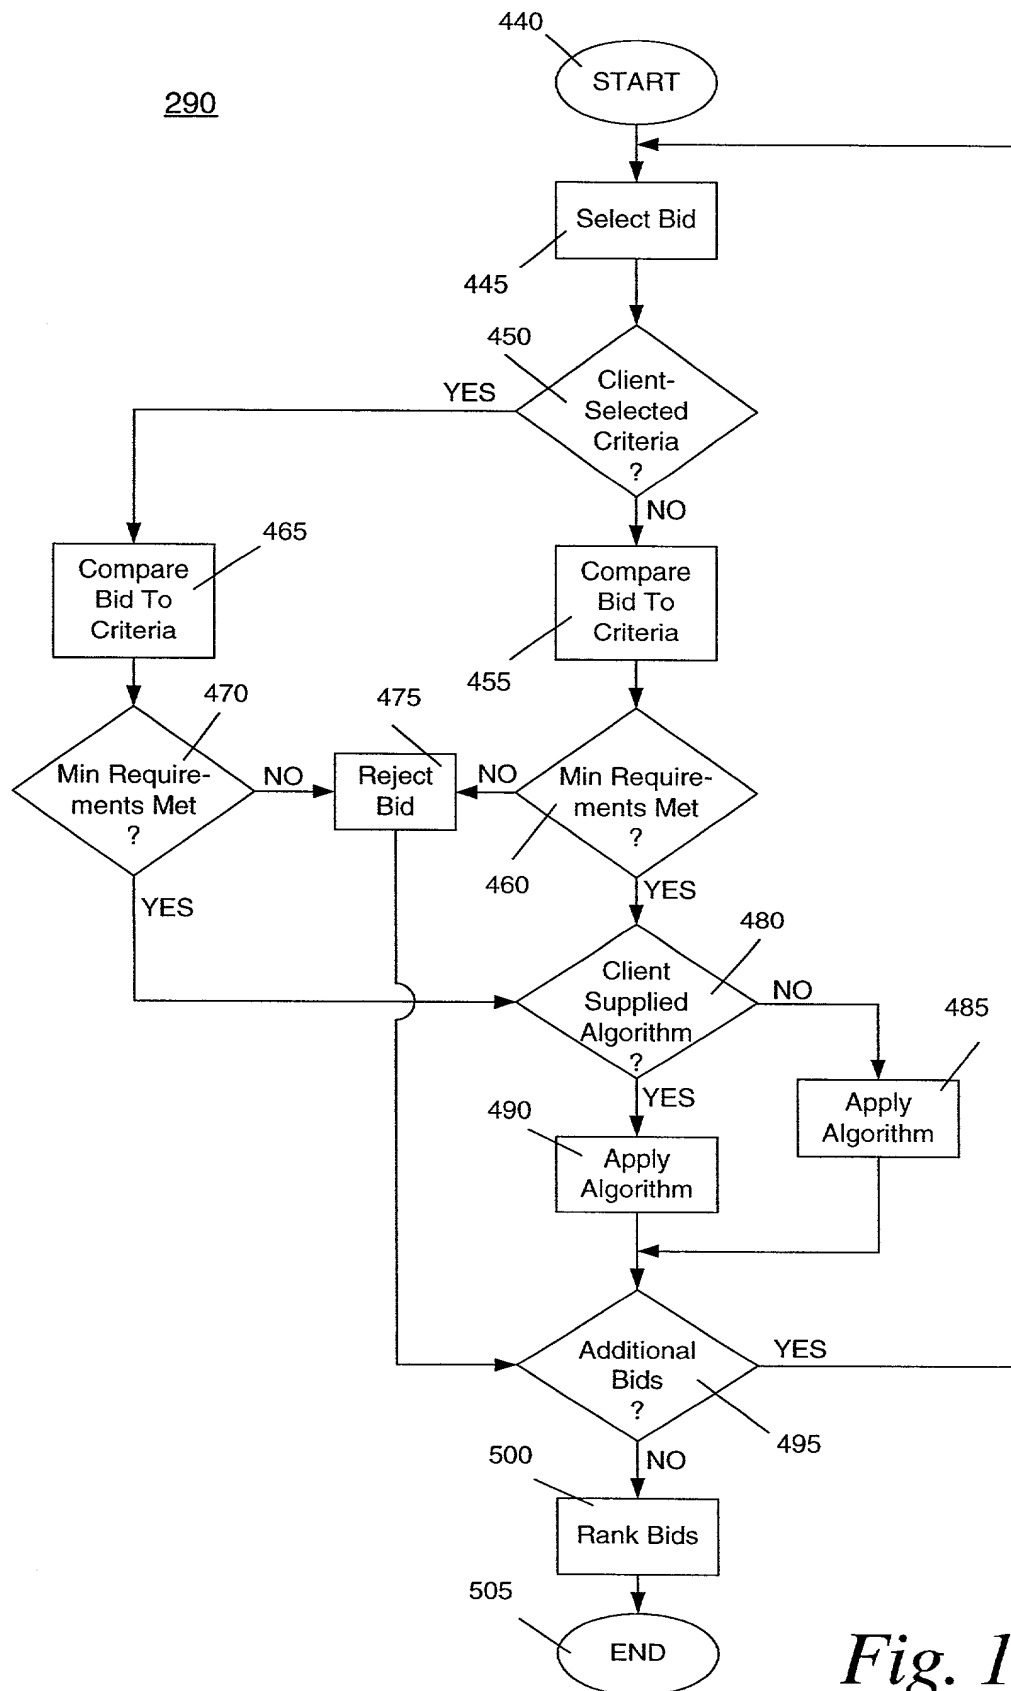 440
START
290
Select Bid
445
450
Client-
Selected
Criteria
?
YES
NO
465
Compare
Bid To
Criteria
Compare
Bid To
Criteria
455
470
475
Min Require-
ments Met
?
NO
Reject
Bid
NO
Min Require-
ments Met
?
460
YES
YES
480
Client
Supplied
Algorithm
?
NO
485
YES
490
Apply
Algorithm
Apply
Algorithm
Additional
Bids
?
YES
495
NO
500
Rank Bids
505
END
Fig. 1